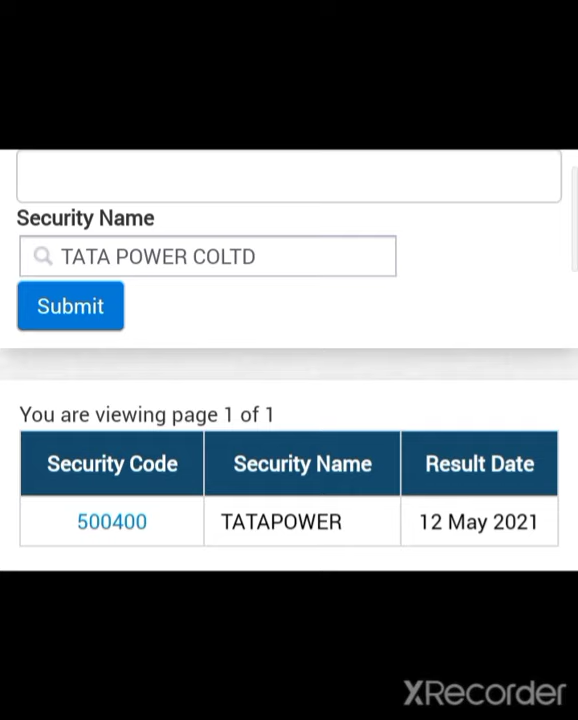 Security Name
TATA POWER COLTD
Submit
You are viewing page 1 of 1
Security Code Security Name Result Date
500400 TATAPOWER 12 May 2021
XRecorder